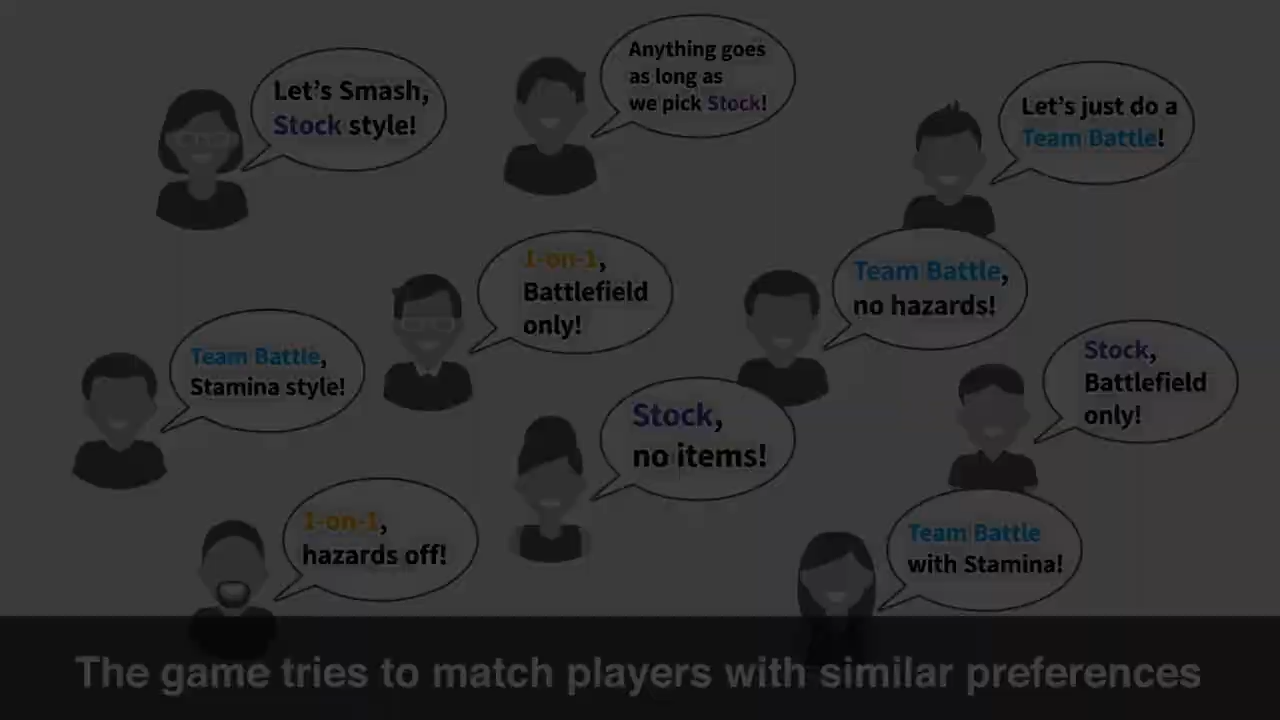 Let's Smash,
Stock style!
Anything goes
as long as
we pick Stock!
Let's just do a
Team Battle!
1-on-1,
Battlefield
only!
Team Battle,
no hazards!
Team Battle,
Stamina style!
Stock,
Battlefield
only!
Stock,
no items!
1-on-1,
hazards off!
Team Battle
with Stamina!
The game tries to match players with similar preferences